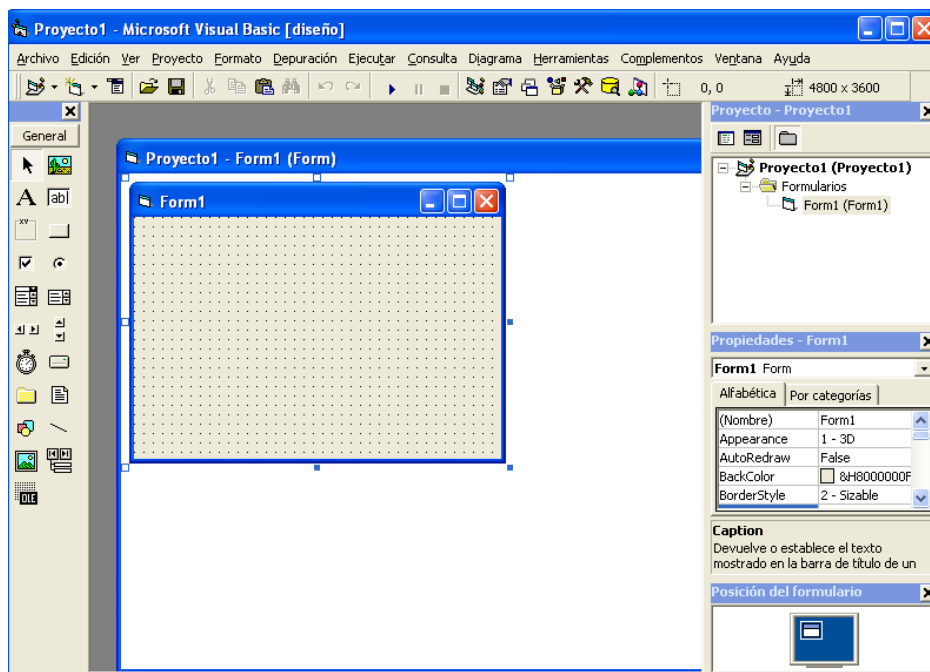 Proyecto1 - Microsoft Visual Basic [diseño]
Archivo Edición Ver Proyecto Formato Depuración Ejecutar Consulta Diagrama Herramientas Complementos Ventana Ayuda
0, 0 4800 x 3600
General
A ab|
XY
OLE
Proyecto1 - Form1 (Form)
Form1
Proyecto - Proyecto1
Proyecto1 (Proyecto1)
Formularios
Form1 (Form1)
Propiedades - Form1
Form1 Form
Alfabética Por categorías
(Nombre) Form1
Appearance 1 - 3D
AutoRedraw False
BackColor &H8000000F
BorderStyle 2 - Sizable
Caption
Devuelve o establece el texto
mostrado en la barra de título de un
Posición del formulario